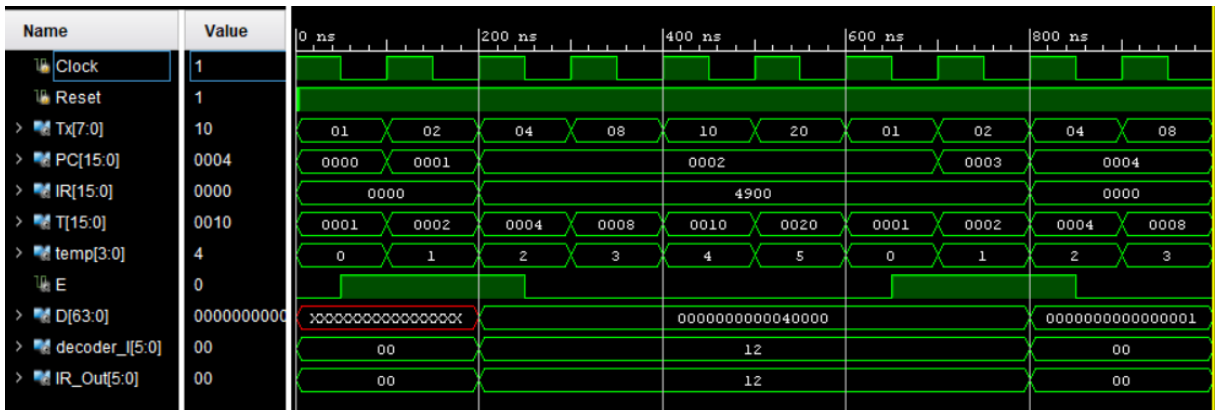 Name Value 0 ns 200 ns 400 ns 600 ns 800 ns
Clock 1
Reset 1
Tx[7:0] 10 01 02 04 08 10 20 01 02 04 08
PC[15:0] 0004 0000 0001 0002 0003 0004
IR[15:0] 0000 0000 4900 0000
T[15:0] 0010 0001 0002 0004 0008 0010 0020 0001 0002 0004 0008
temp[3:0] 4 0 1 2 3 4 5 0 1 2 3
E 0
D[63:0] 0000000000 XXXXXXXXXXXXXXXX 0000000000040000 0000000000000001
decoder_I[5:0] 00 00 12 00
IR_Out[5:0] 00 00 12 00